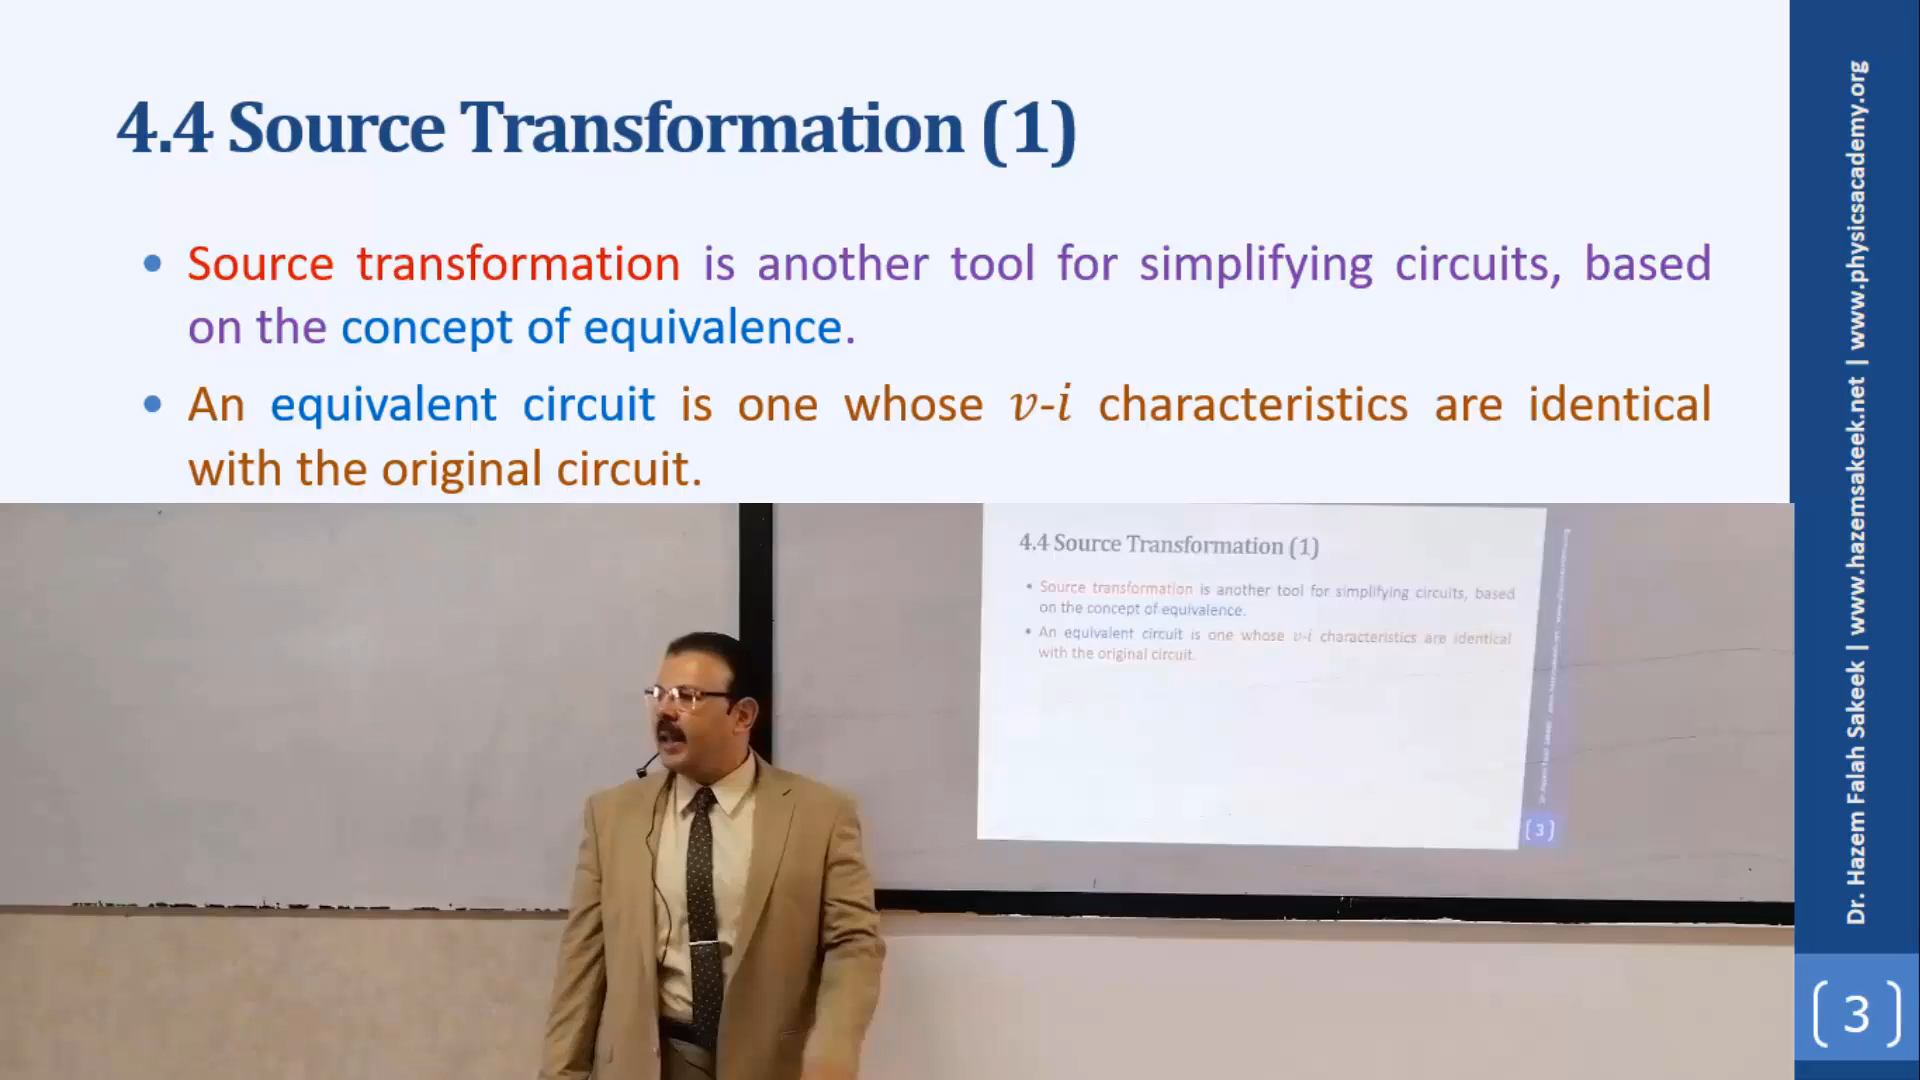 4.4 Source Transformation (1)
• Source transformation is another tool for simplifying circuits, based
on the concept of equivalence.
• An equivalent circuit is one whose v-i characteristics are identical
with the original circuit.
4.4 Source Transformation (1)
• Source transformation is another tool for simplifying circuits, based
on the concept of equivalence.
• An equivalent circuit is one whose v-i characteristics are identical
with the original circuit.
[3]
Dr. Hazem Falah Sakeek | www.hazemsakeek.net | www.physicsacademy.org
[3]